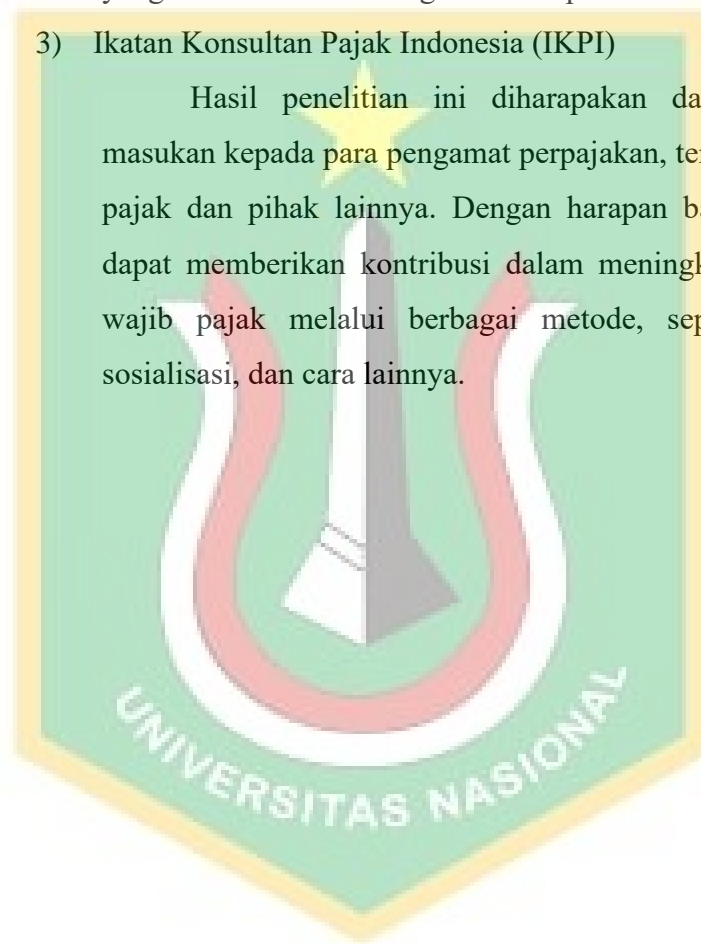 3) Ikatan Konsultan Pajak Indonesia (IKPI)
Hasil penelitian ini diharapakan
masukan kepada para pengamat perpajakan,
pajak dan pihak lainnya. Dengan harapan
dapat memberikan kontribusi dalam
wajib pajak melalui berbagai metode,
sosialisasi, dan cara lainnya.
UNIVERSITAS NASIONAL